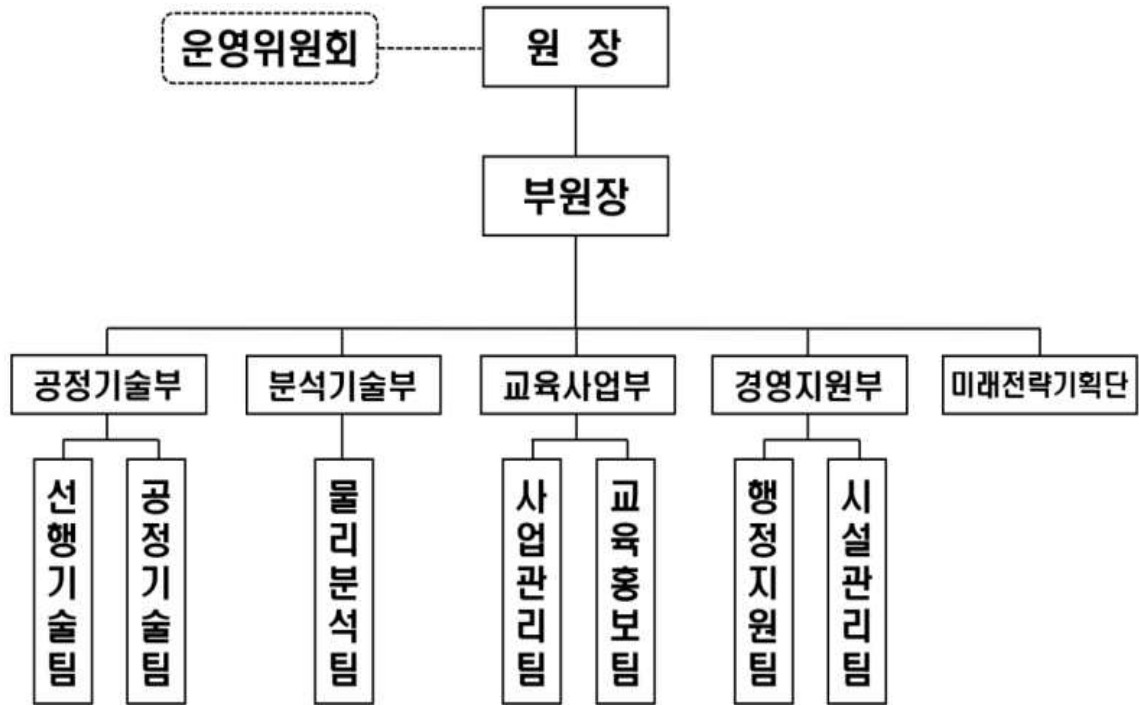 운영위원회
원 장
부원장
공정기술부
분석기술부
교육사업부
경영지원부
미래전략기획단
선행기술팀
공정기술팀
물리분석팀
사업관리팀
교육홍보팀
행정지원팀
시설관리팀